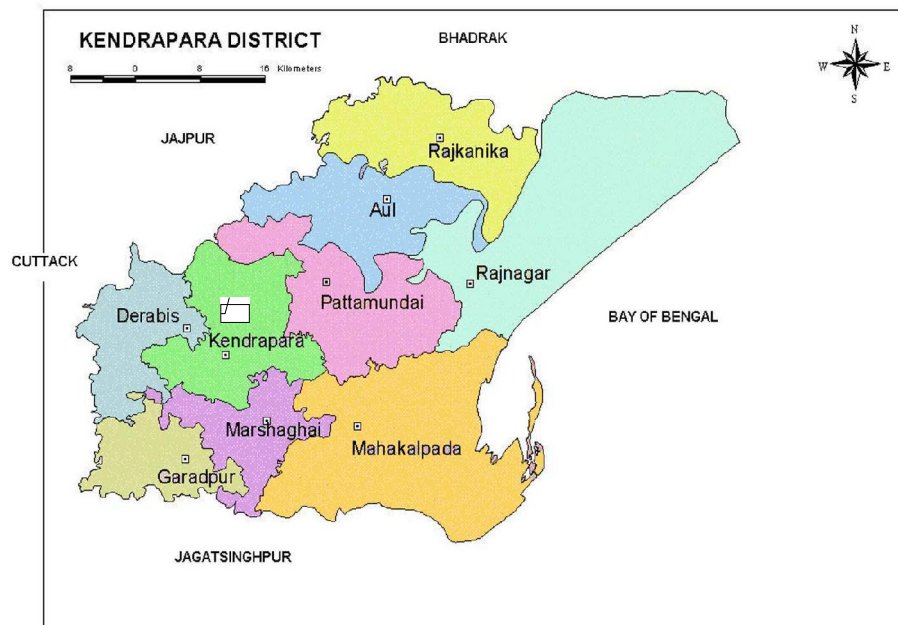 KENDRAPARA DISTRICT
BHADRAK
N
8 0 8 16 Kilometers
W E
S
JAJPUR
Rajkanika
Aul
CUTTACK
Rajnagar
Pattamundai
Derabis
BAY OF BENGAL
Kendrapara
Marshaghai
Mahakalpada
Garadpur
JAGATSINGHPUR